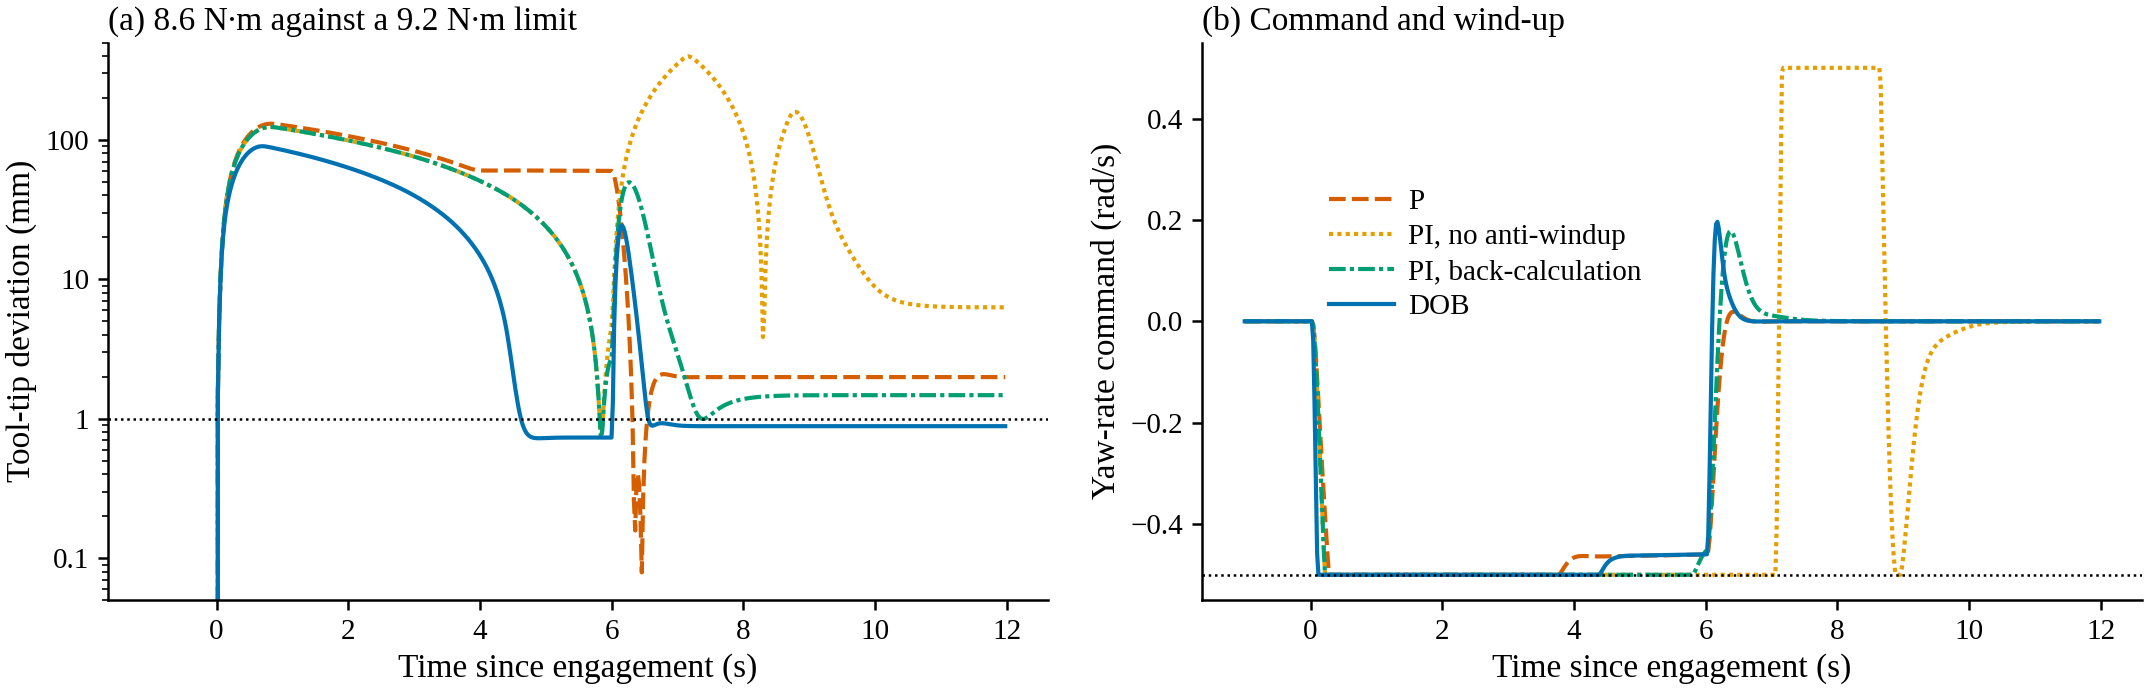 (a) 8.6 N·m against a 9.2 N·m limit
Tool-tip deviation (mm)
100
10
1
0.1
0 2 4 6 8 10 12
Time since engagement (s)
(b) Command and wind-up
Yaw-rate command (rad/s)
0.4
0.2
0.0
−0.2
−0.4
P
PI, no anti-windup
PI, back-calculation
DOB
0 2 4 6 8 10 12
Time since engagement (s)